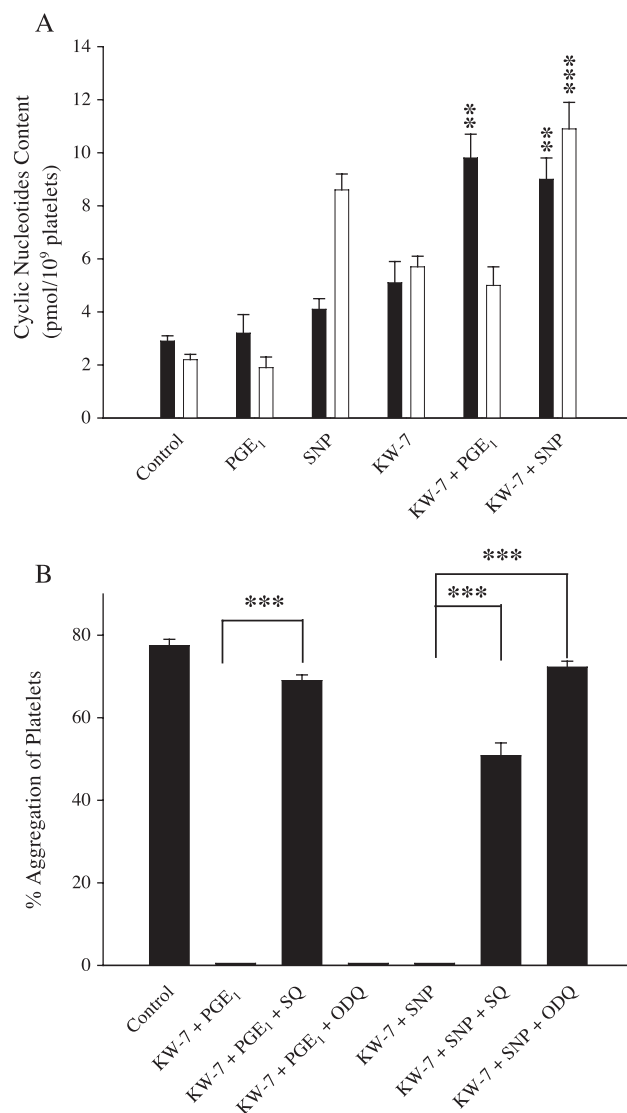 A
14
12
10
8
6
4
2
0
Cyclic Nucleotides Content
(pmol/10⁹ platelets)
**
**
***
Control
PGE₁
SNP
KW-7
KW-7 + PGE₁
KW-7 + SNP
B
80
60
40
20
0
% Aggregation of Platelets
***
***
***
Control
KW-7 + PGE₁
KW-7 + PGE₁ + SQ
KW-7 + PGE₁ + ODQ
KW-7 + SNP
KW-7 + SNP + SQ
KW-7 + SNP + ODQ